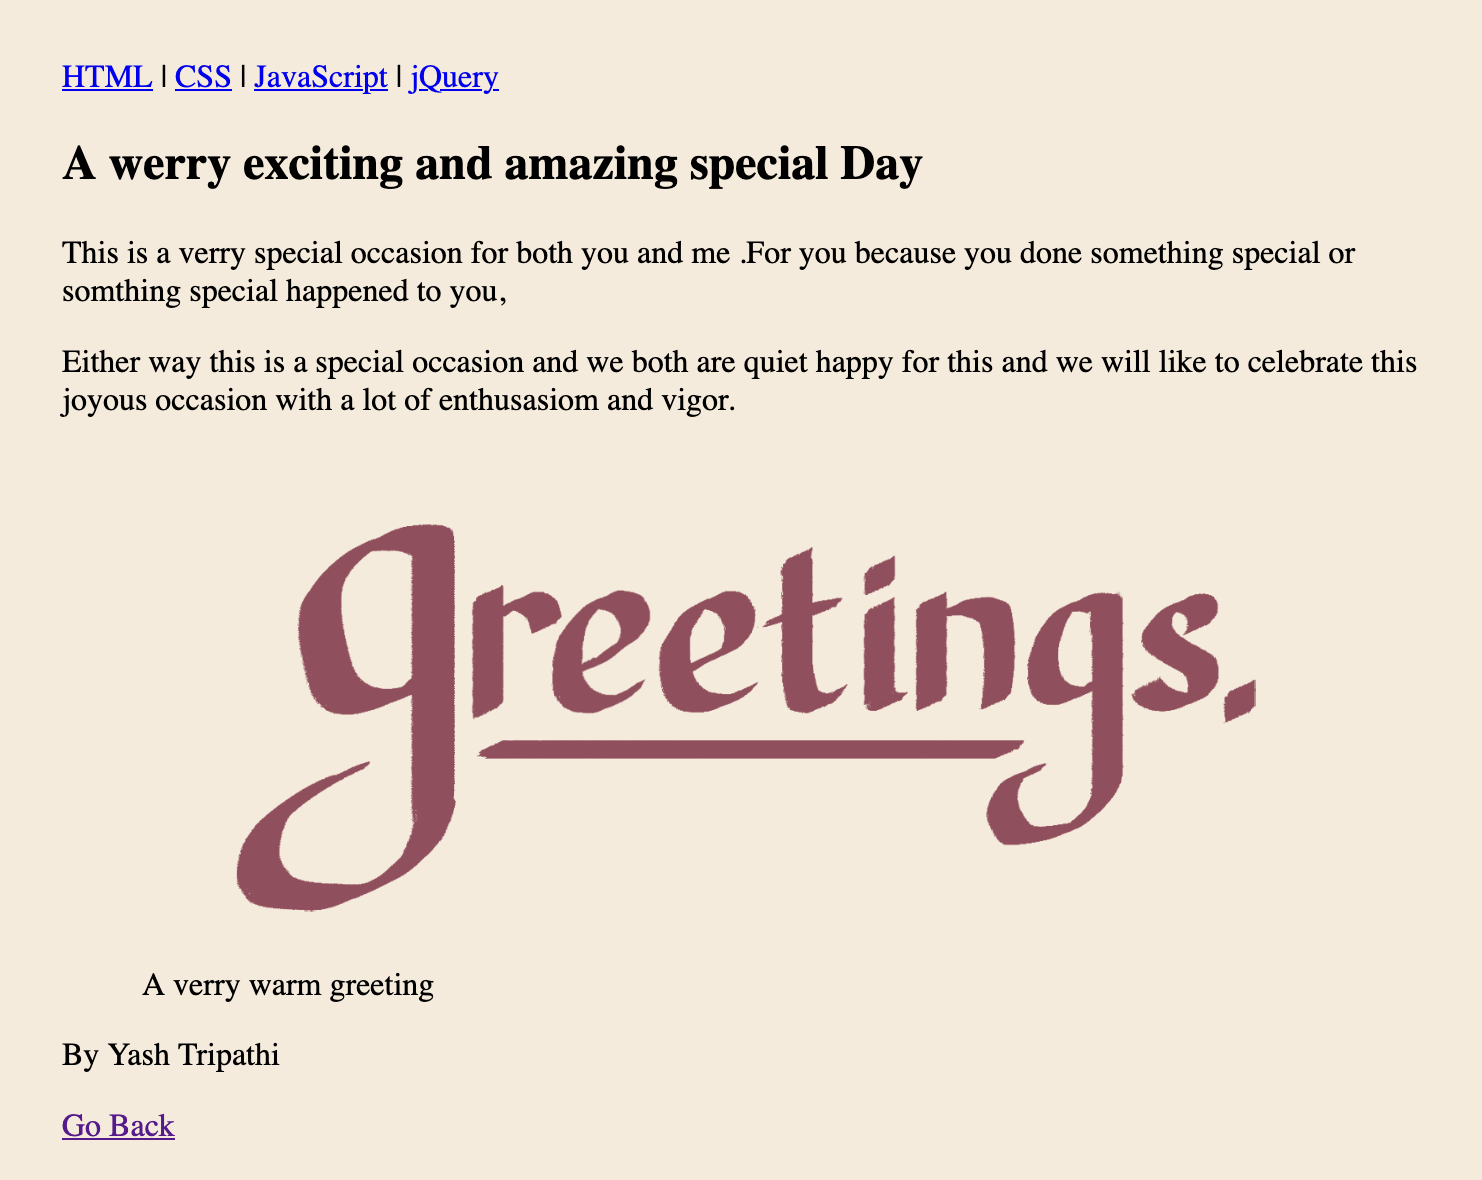 HTML | CSS | JavaScript | jQuery
A werry exciting and amazing special Day
This is a verry special occasion for both you and me .For you because you done something special or
somthing special happened to you,
Either way this is a special occasion and we both are quiet happy for this and we will like to celebrate this
joyous occasion with a lot of enthusasiom and vigor.
greetings.
A verry warm greeting
By Yash Tripathi
Go Back